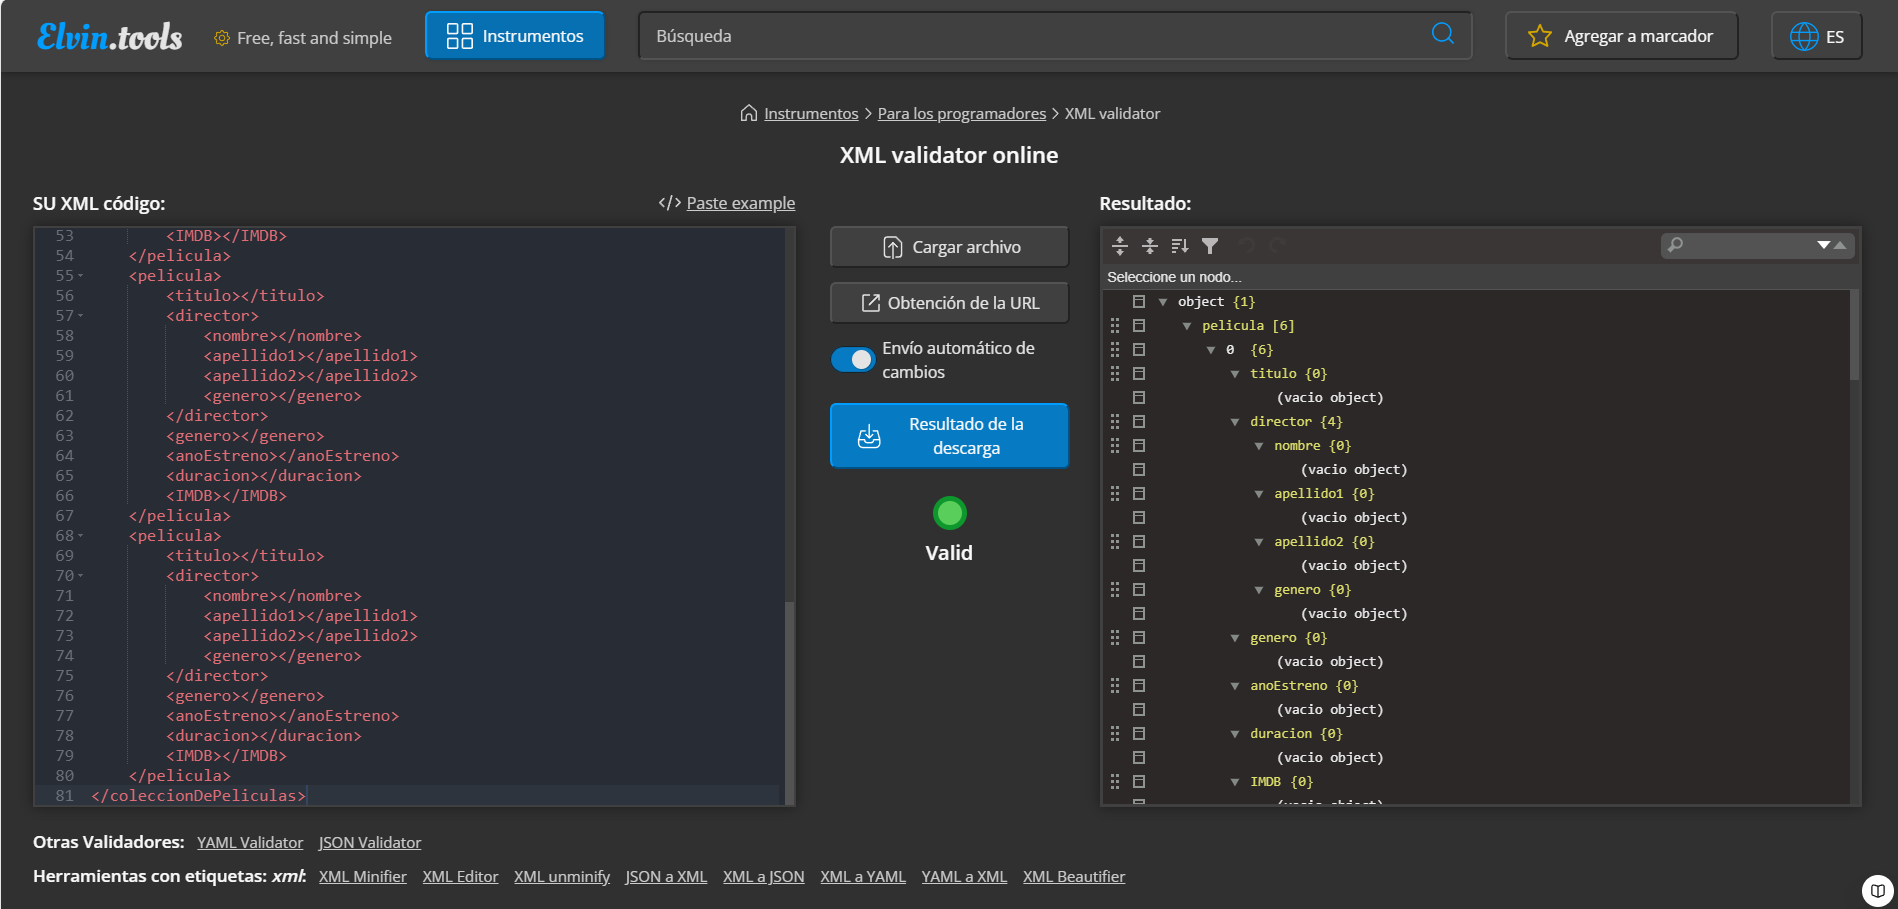 Elvin.tools
Free, fast and simple
Instrumentos
Búsqueda
Agregar a marcador
ES
Instrumentos > Para los programadores > XML validator
XML validator online
SU XML código:
</> Paste example
53 <IMDB></IMDB>
54 </pelicula>
55 <pelicula>
56 <titulo></titulo>
57 <director>
58 <nombre></nombre>
59 <apellido1></apellido1>
60 <apellido2></apellido2>
61 <genero></genero>
62 </director>
63 <genero></genero>
64 <anoEstreno></anoEstreno>
65 <duracion></duracion>
66 <IMDB></IMDB>
67 </pelicula>
68 <pelicula>
69 <titulo></titulo>
70 <director>
71 <nombre></nombre>
72 <apellido1></apellido1>
73 <apellido2></apellido2>
74 <genero></genero>
75 </director>
76 <genero></genero>
77 <anoEstreno></anoEstreno>
78 <duracion></duracion>
79 <IMDB></IMDB>
80 </pelicula>
81 </coleccionDePeliculas>
Cargar archivo
Obtención de la URL
Envío automático de
cambios
Resultado de la
descarga
Valid
Resultado:
Seleccione un nodo...
object {1}
pelicula [6]
0 {6}
titulo {0}
(vacio object)
director {4}
nombre {0}
(vacio object)
apellido1 {0}
(vacio object)
apellido2 {0}
(vacio object)
genero {0}
(vacio object)
genero {0}
(vacio object)
anoEstreno {0}
(vacio object)
duracion {0}
(vacio object)
IMDB {0}
(vacio object)
Otras Validadores: YAML Validator JSON Validator
Herramientas con etiquetas: xml: XML Minifier XML Editor XML unminify JSON a XML XML a JSON XML a YAML YAML a XML XML Beautifier